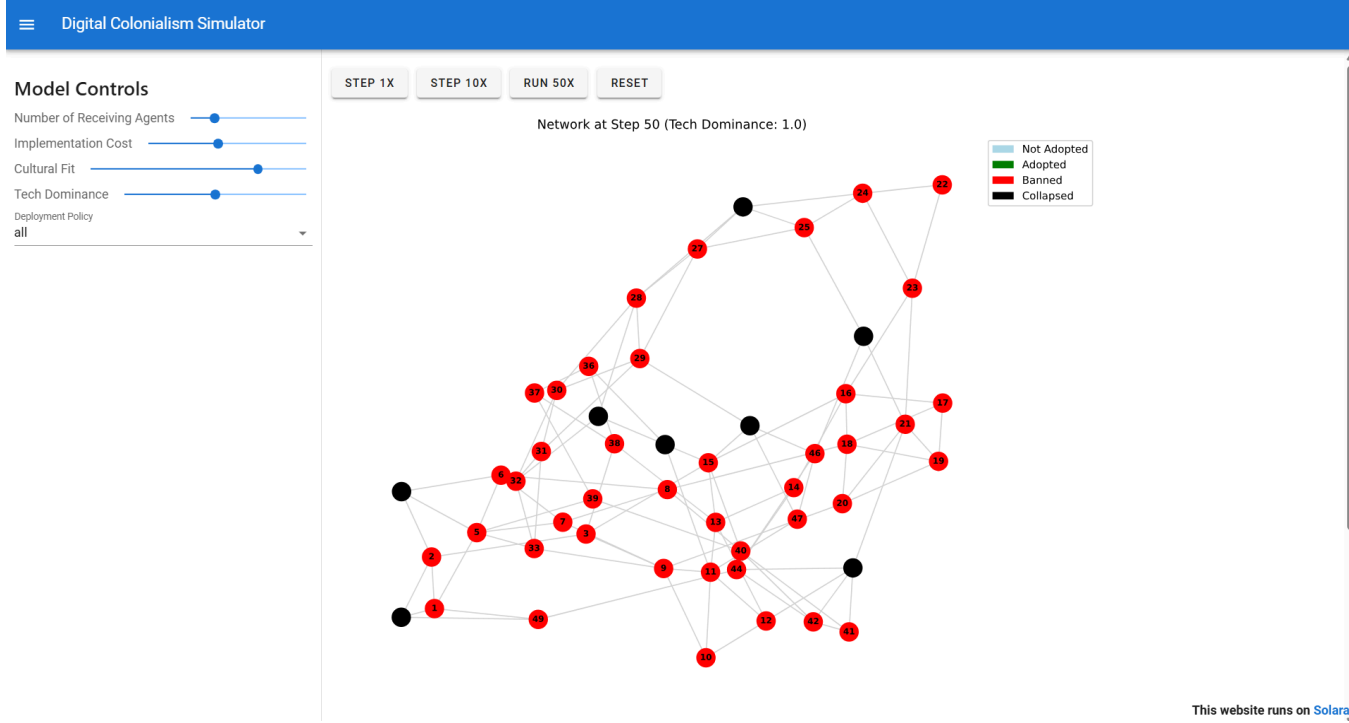 Digital Colonialism Simulator
Model Controls
Number of Receiving Agents
Implementation Cost
Cultural Fit
Tech Dominance
Deployment Policy
all
STEP 1X STEP 10X RUN 50X RESET
Network at Step 50 (Tech Dominance: 1.0)
Not Adopted
Adopted
Banned
Collapsed
22
24
25
27
23
28
29
36
37 30
16
17
21
38
18
46
31
15
19
6
32
8
14
39
20
47
7
13
5
3
33
40
2
9
44
11
1
49
12
42
41
10
This website runs on Solara